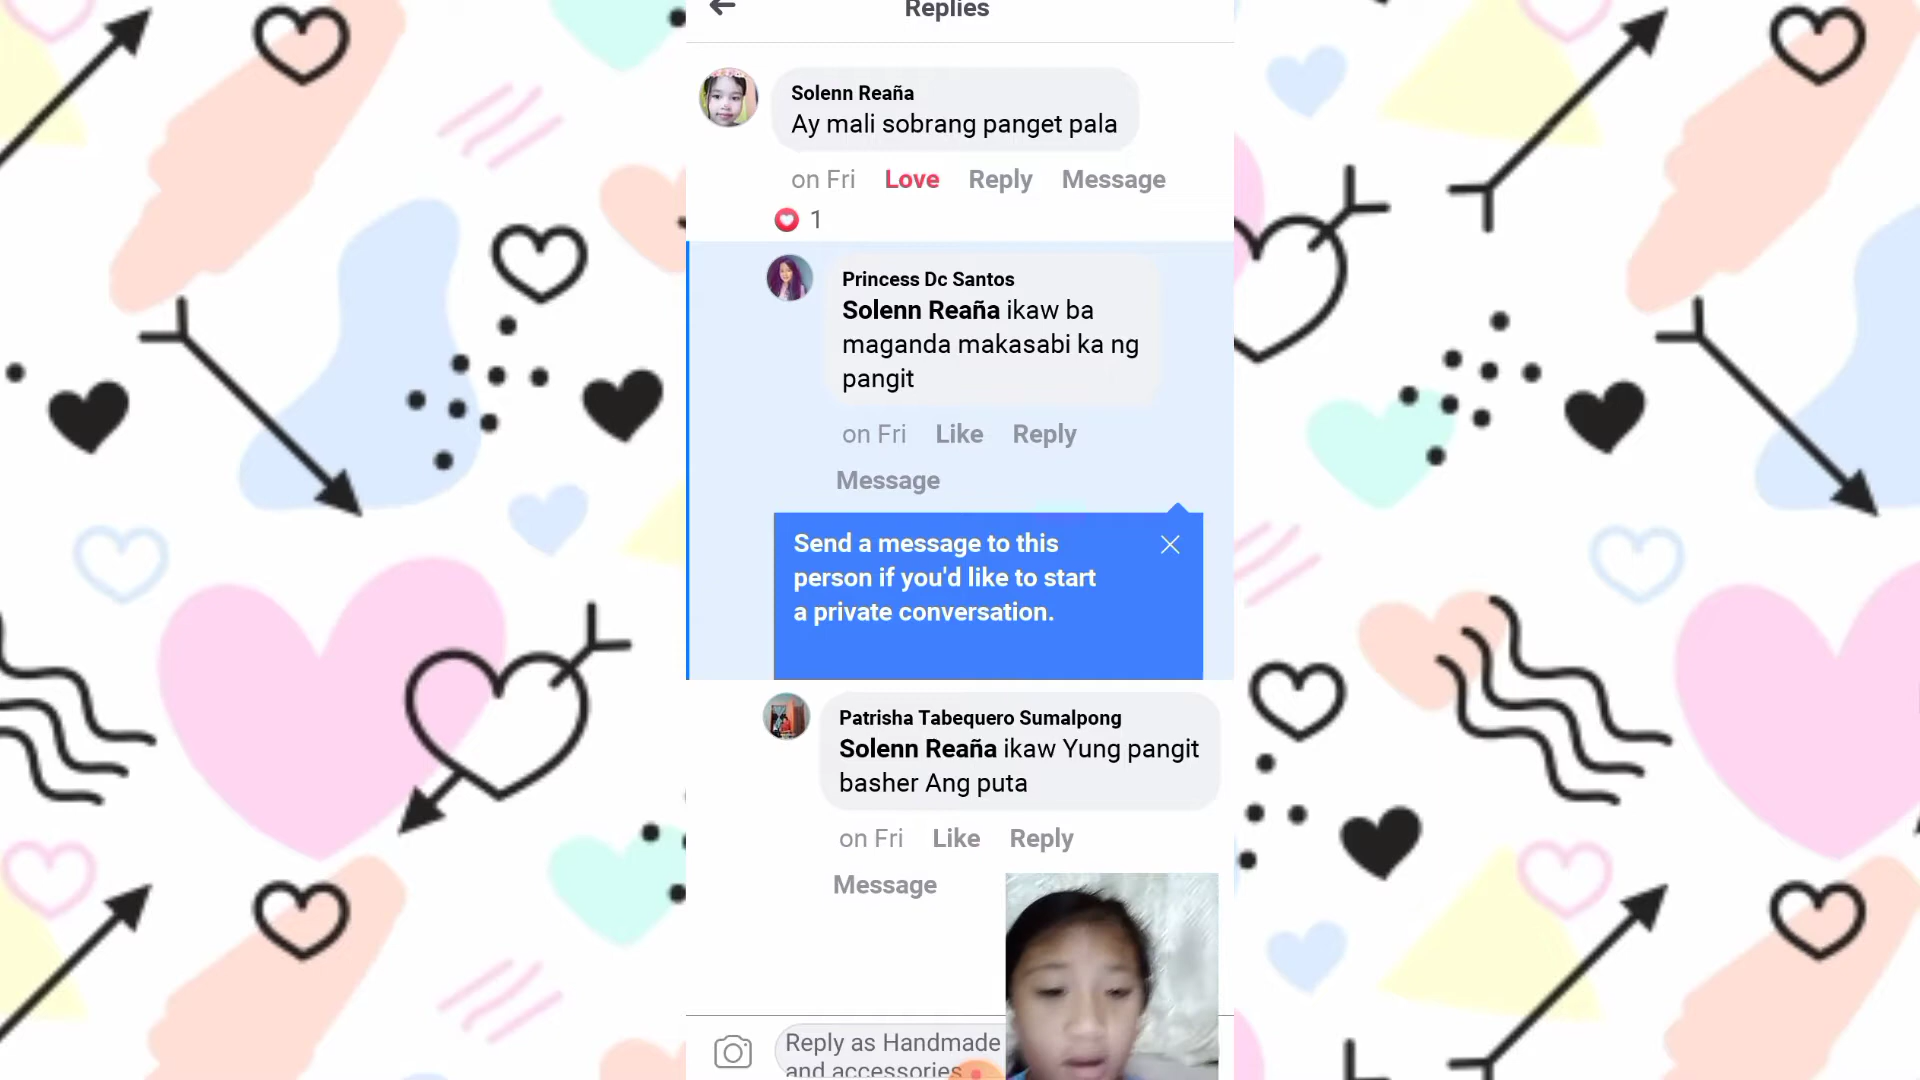 Replies
Solenn Reaña
Ay mali sobrang panget pala
on Fri Love Reply Message
1
Princess Dc Santos
Solenn Reaña ikaw ba
maganda makasabi ka ng
pangit
on Fri Like Reply
Message
Send a message to this
person if you'd like to start
a private conversation.
Patrisha Tabequero Sumalpong
Solenn Reaña ikaw Yung pangit
basher Ang puta
on Fri Like Reply
Message
Reply as Handmade
and accessories